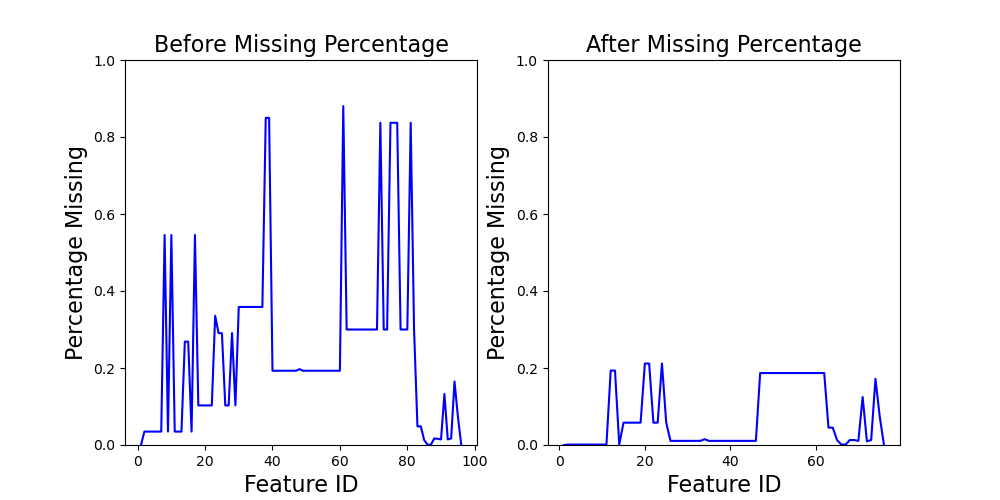 Before Missing Percentage
Percentage Missing
1.0
0.8
0.6
0.4
0.2
0.0
0 20 40 60 80 100
Feature ID
After Missing Percentage
Percentage Missing
1.0
0.8
0.6
0.4
0.2
0.0
0 20 40 60
Feature ID